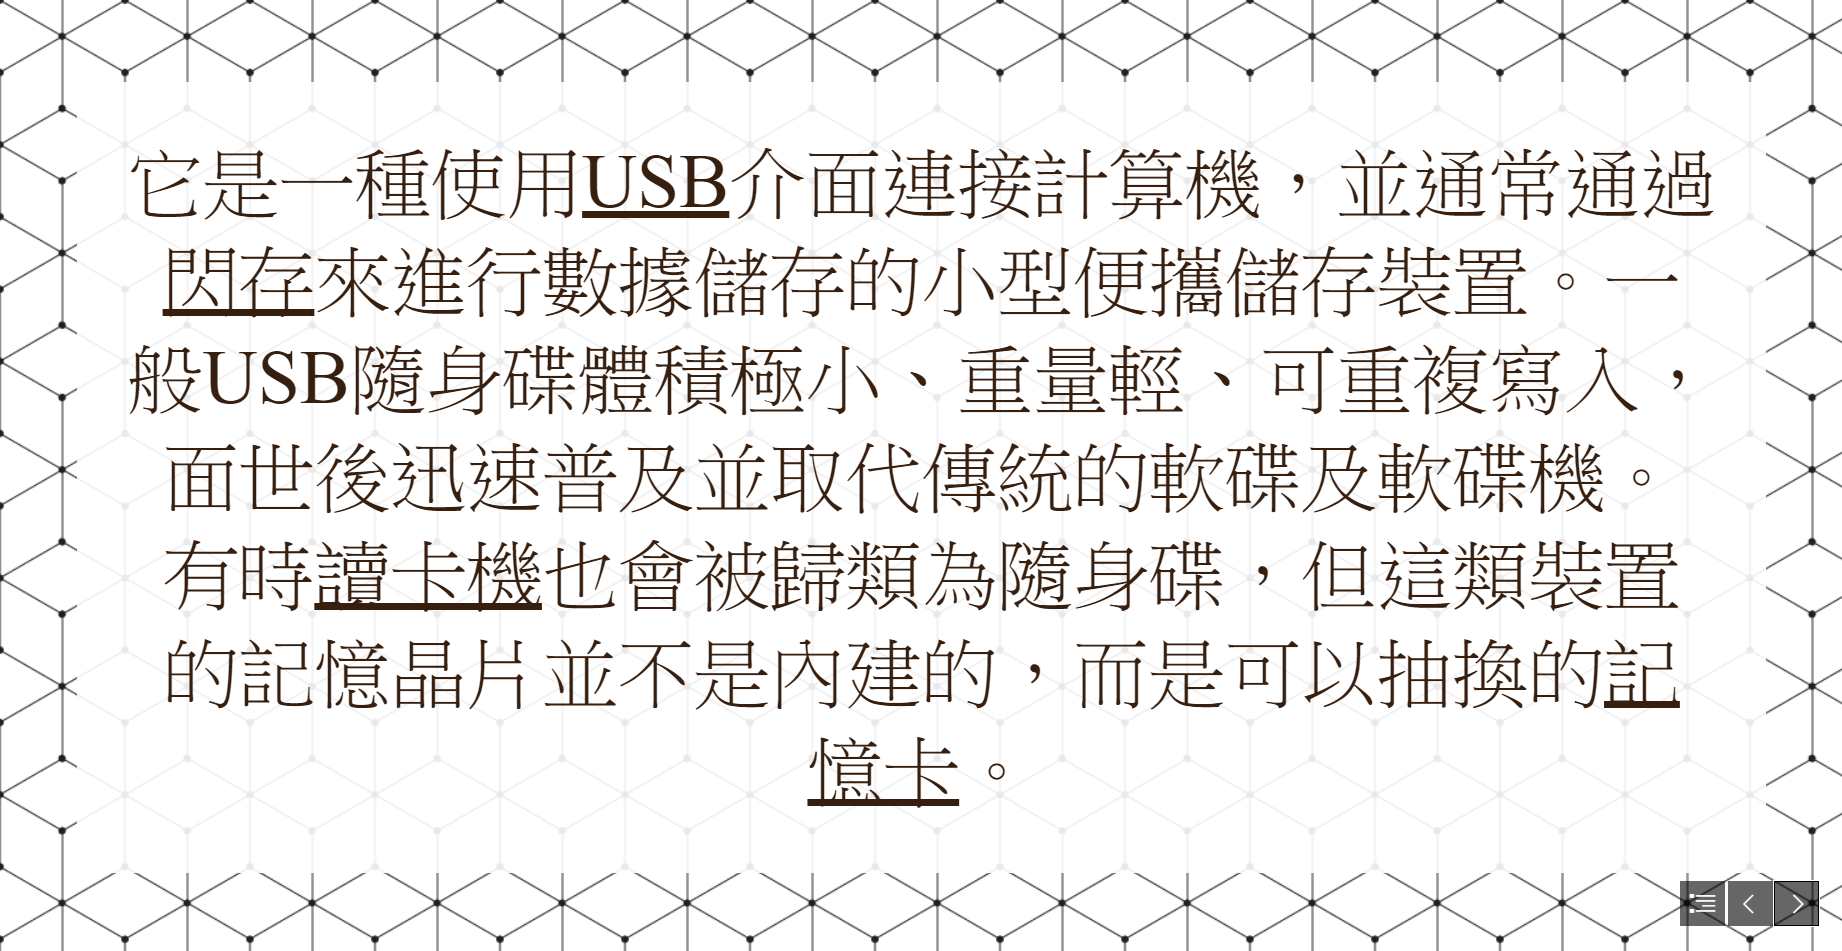 它是一種使用USB介面連接計算機，並通常通過
閃存來進行數據儲存的小型便攜儲存裝置。一
般USB隨身碟體積極小、重量輕、可重複寫入，
面世後迅速普及並取代傳統的軟碟及軟碟機。
有時讀卡機也會被歸類為隨身碟，但這類裝置
的記憶晶片並不是內建的，而是可以抽換的記
憶卡。